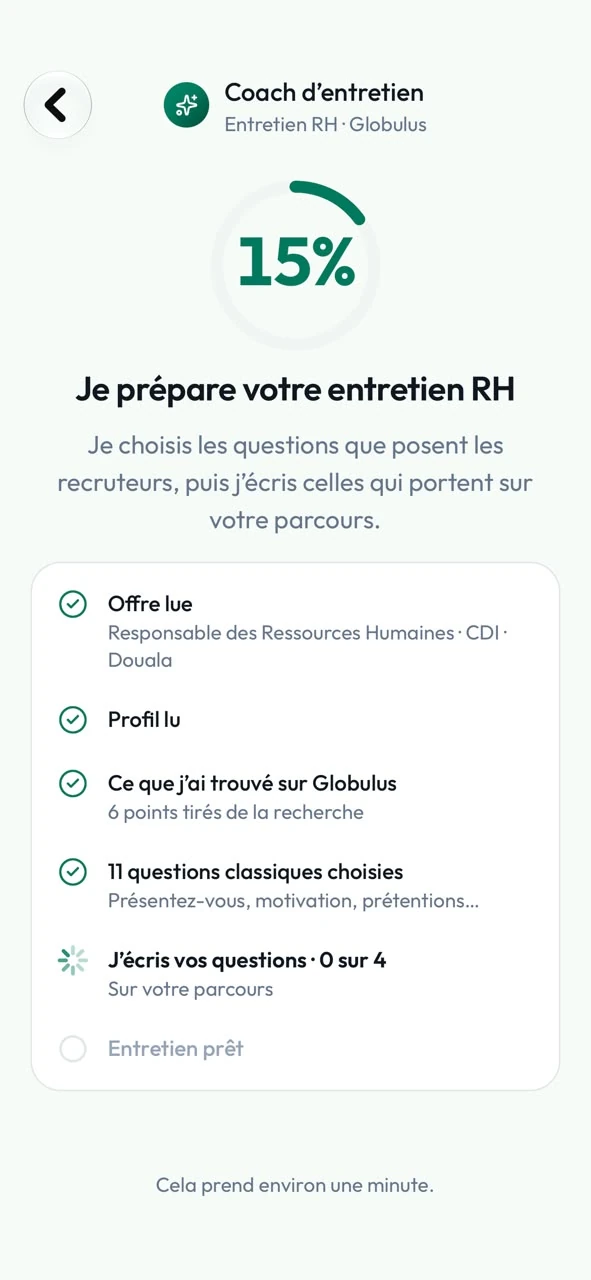 Coach d’entretien
Entretien RH · Globulus
15%
Je prépare votre entretien RH
Je choisis les questions que posent les
recruteurs, puis j’écris celles qui portent sur
votre parcours.
Offre lue
Responsable des Ressources Humaines · CDI ·
Douala
Profil lu
Ce que j’ai trouvé sur Globulus
6 points tirés de la recherche
11 questions classiques choisies
Présentez-vous, motivation, prétentions…
J’écris vos questions · 0 sur 4
Sur votre parcours
Entretien prêt
Cela prend environ une minute.